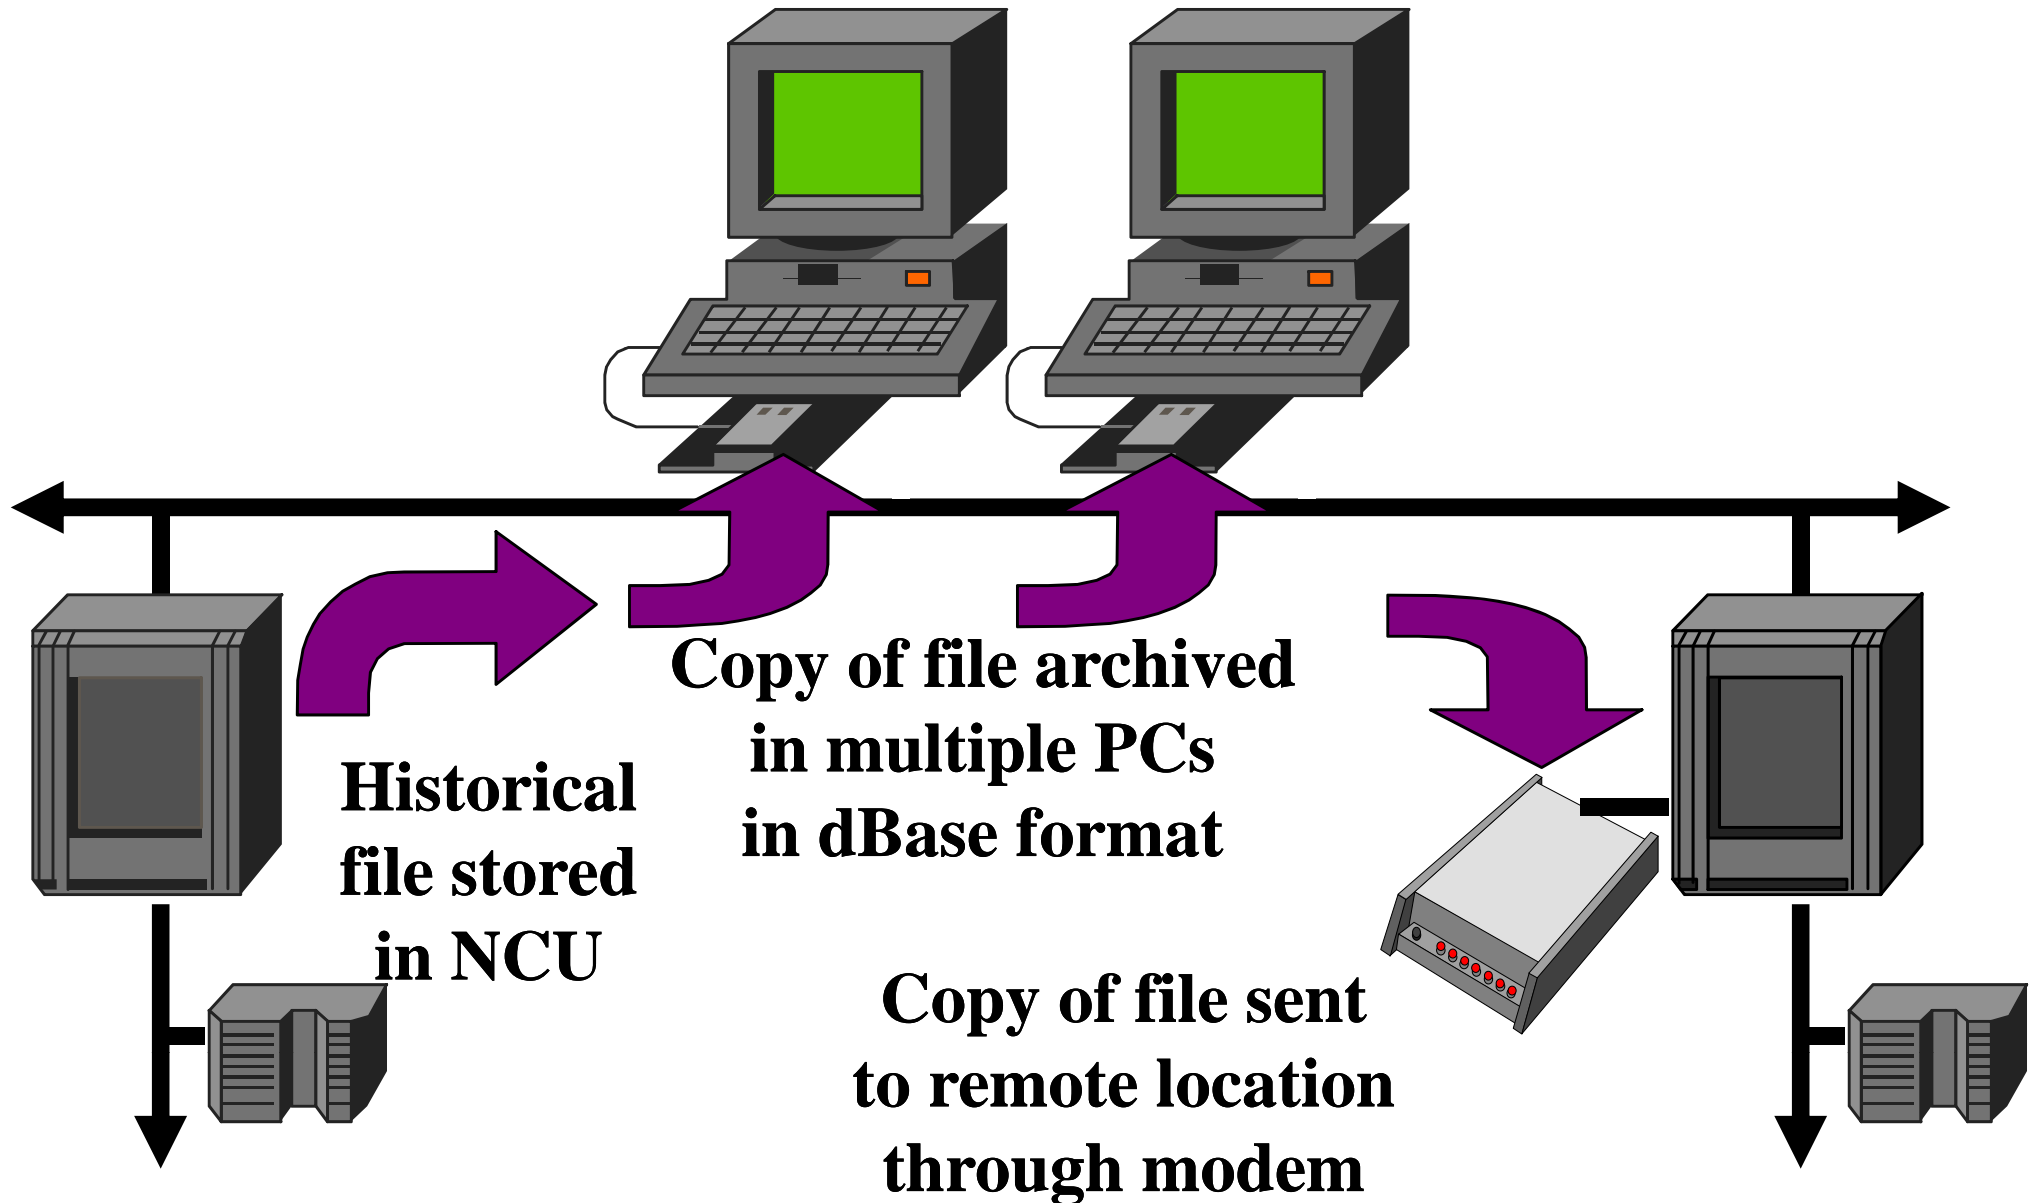 Historical
file stored
in NCU
Copy of file archived
in multiple PCs
in dBase format
Copy of file sent
to remote location
through modem